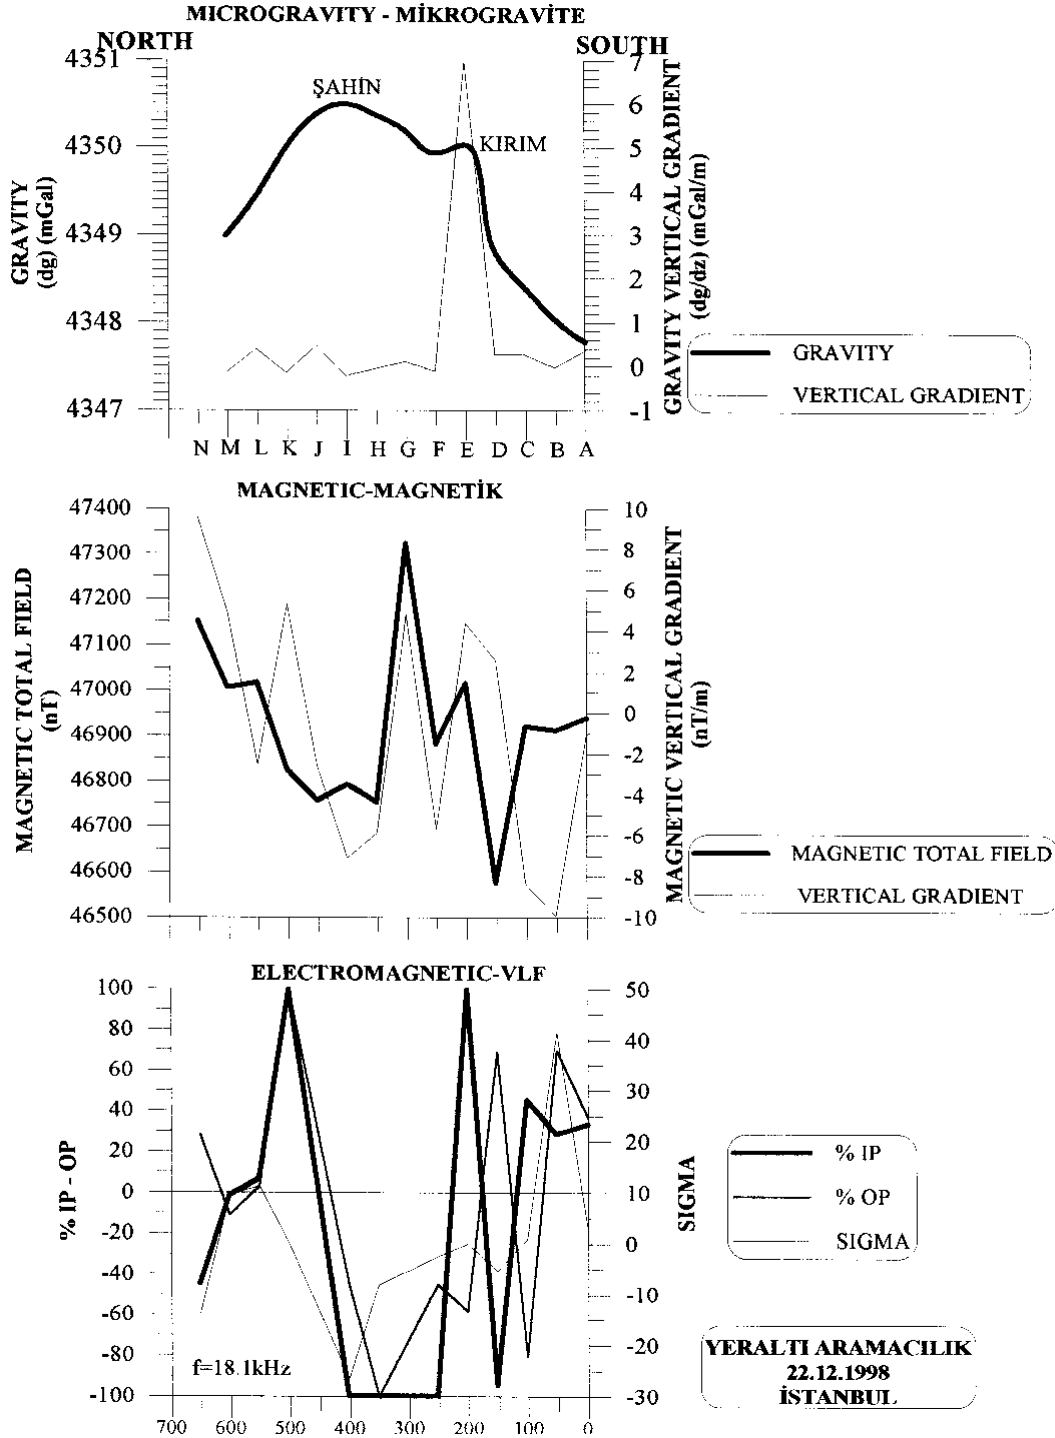 MICROGRAVITY - MİKROGRAVİTE
NORTH
SOUTH
GRAVITY
(dg) (mGal)
4351
4350
4349
4348
4347
ŞAHİN
KIRIM
7
6
5
4
3
2
1
0
-1
GRAVITY VERTICAL GRADIENT
(dg/dz) (mGal/m)
GRAVITY
VERTICAL GRADIENT
N M L K J I H G F E D C B A
MAGNETIC-MAGNETİK
MAGNETIC TOTAL FIELD
(nT)
47400
47300
47200
47100
47000
46900
46800
46700
46600
46500
10
8
6
4
2
0
-2
-4
-6
-8
-10
MAGNETIC VERTICAL GRADIENT
(nT/m)
MAGNETIC TOTAL FIELD
VERTICAL GRADIENT
ELECTROMAGNETIC-VLF
% IP - OP
100
80
60
40
20
0
-20
-40
-60
-80
-100
f=18.1kHz
50
40
30
20
10
0
-10
-20
-30
SIGMA
% IP
% OP
SIGMA
700 600 500 400 300 200 100 0
YERALTI ARAMACILIK
22.12.1998
İSTANBUL